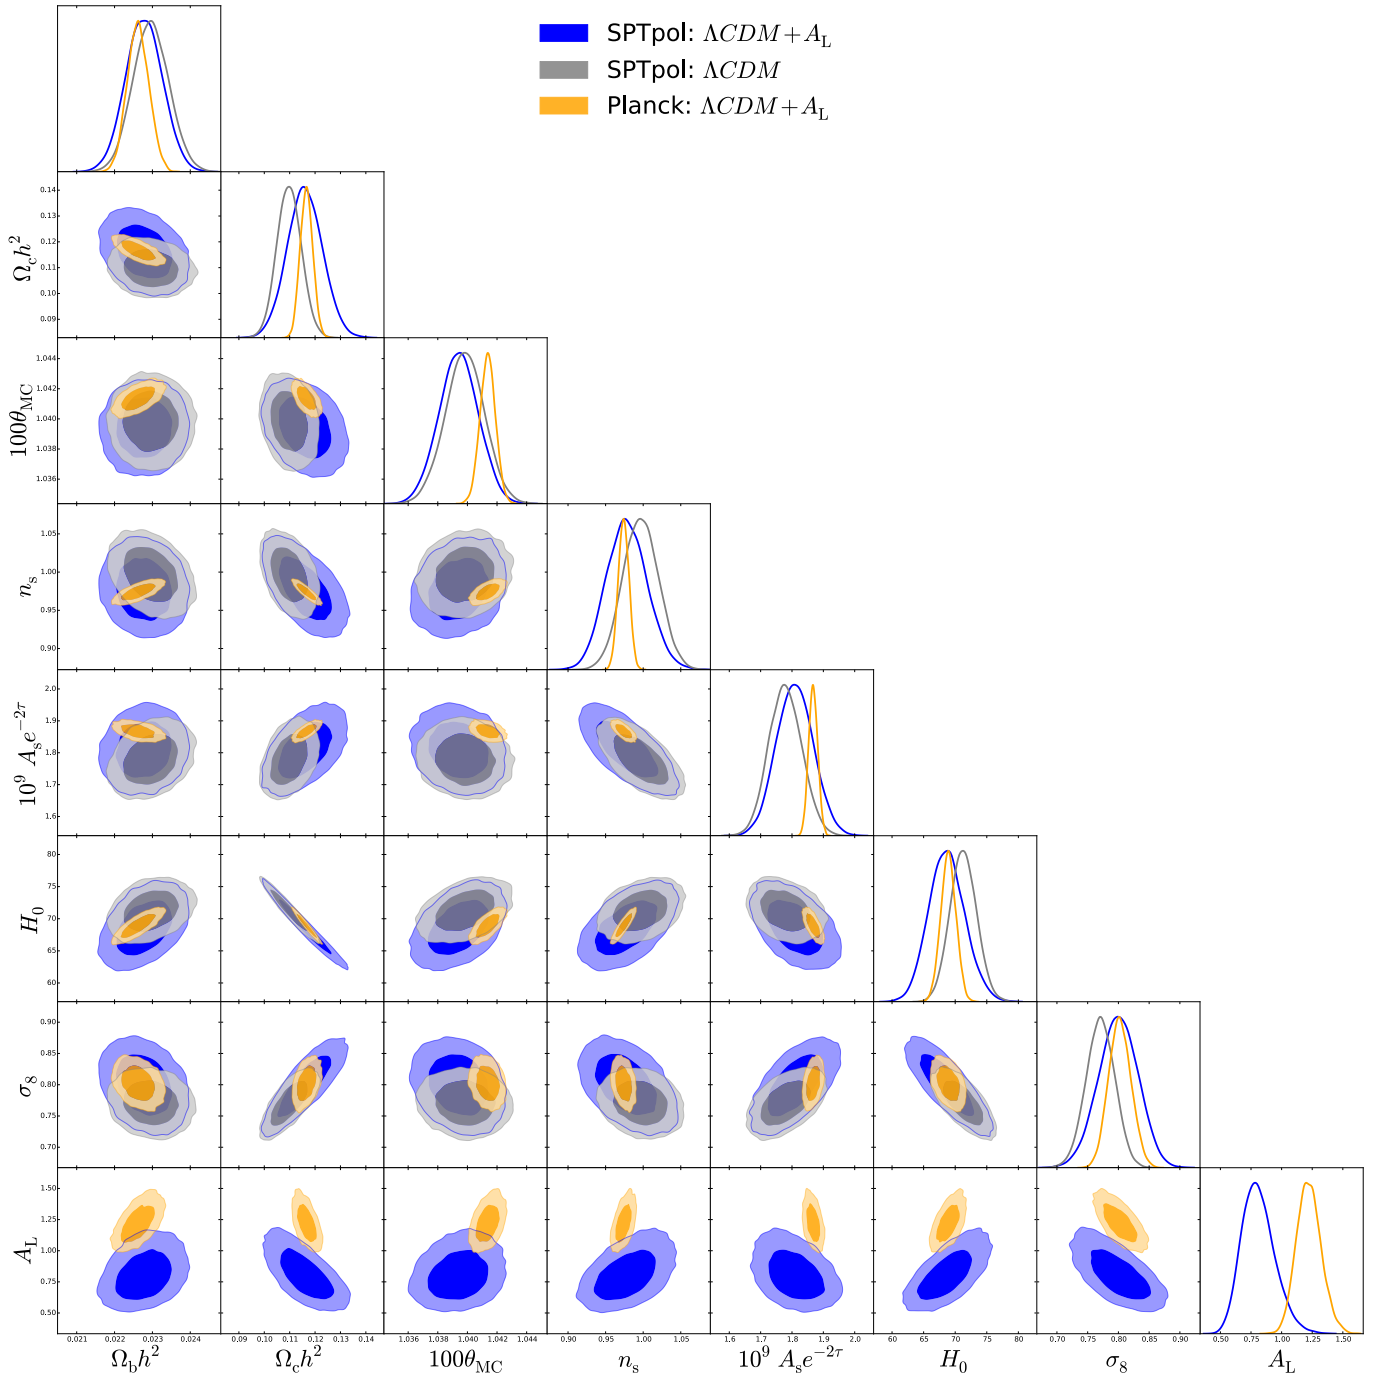 SPTpol: ΛCDM+A_L
SPTpol: ΛCDM
Planck: ΛCDM+A_L
0.14
0.13
0.12
0.11
0.10
0.09
Ω_c h²
1.044
1.042
1.040
1.038
1.036
100θ_MC
1.05
1.00
0.95
0.90
n_s
2.0
1.9
1.8
1.7
1.6
10⁹ A_s e^{-2τ}
80
75
70
65
60
H_0
0.90
0.85
0.80
0.75
0.70
σ_8
1.50
1.25
1.00
0.75
0.50
A_L
0.021 0.022 0.023 0.024 0.09 0.10 0.11 0.12 0.13 0.14 1.036 1.038 1.040 1.042 1.044 0.90 0.95 1.00 1.05 1.6 1.7 1.8 1.9 2.0 60 65 70 75 80 0.70 0.75 0.80 0.85 0.90 0.50 0.75 1.00 1.25 1.50
Ω_b h² Ω_c h² 100θ_MC n_s 10⁹ A_s e^{-2τ} H_0 σ_8 A_L